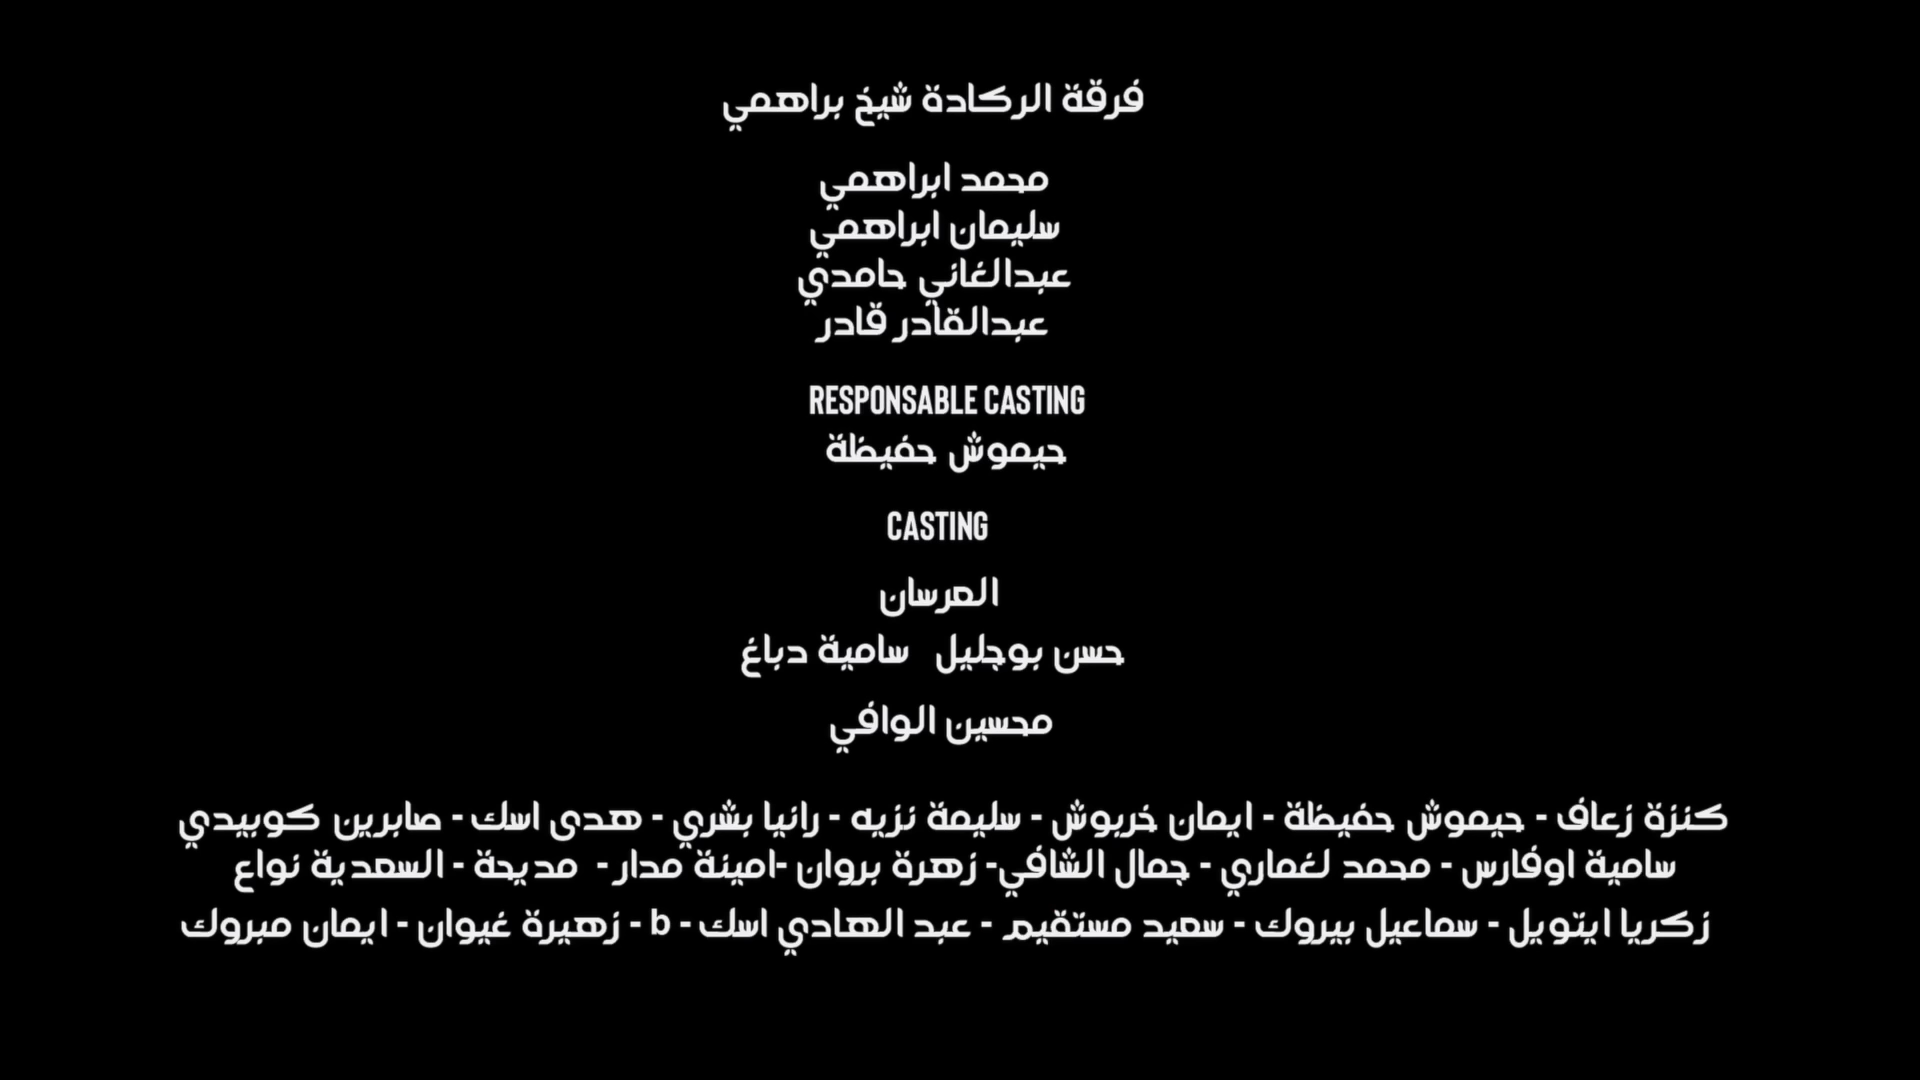 فرقة الركادة شيخ براهمي
محمد ابراهمي
سليمان ابراهمي
عبدالغاني حامدي
عبدالقادر قادر
RESPONSABLE CASTING
حيموش حفيظة
CASTING
العرسان
حسن بوجليل سامية دباغ
محسين الوافي
كنزة زعاف - حيموش حفيظة - ايمان خربوش - سليمة نزيه - رانيا بشري - هدى اسك - صابرين كوبيدي
سامية اوفارس - محمد لغماري - جمال الشافي- زهرة بروان -امينة مدار - مديحة - السعدية نواع
زكريا ايتويل - سماعيل بيروك - سعيد مستقيم - عبد الهادي اسك - b - زهيرة غيوان - ايمان مبروك